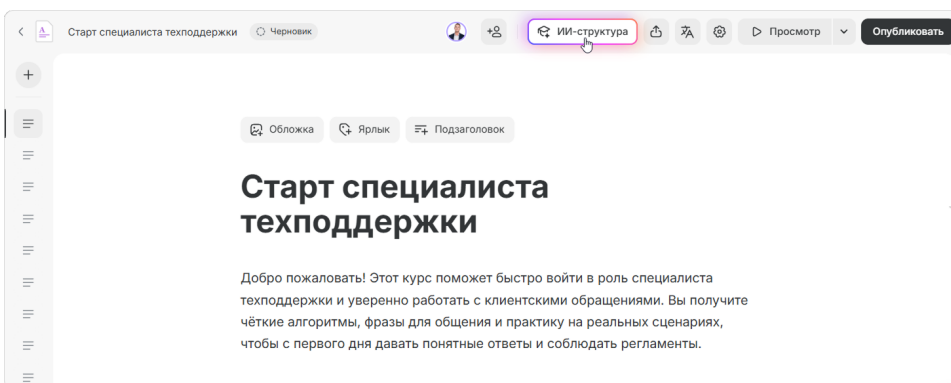 Старт специалиста техподдержки
Черновик
ИИ-структура
Просмотр
Опубликовать
Обложка
Ярлык
Подзаголовок
Старт специалиста
техподдержки
Добро пожаловать! Этот курс поможет быстро войти в роль специалиста
техподдержки и уверенно работать с клиентскими обращениями. Вы получите
чёткие алгоритмы, фразы для общения и практику на реальных сценариях,
чтобы с первого дня давать понятные ответы и соблюдать регламенты.